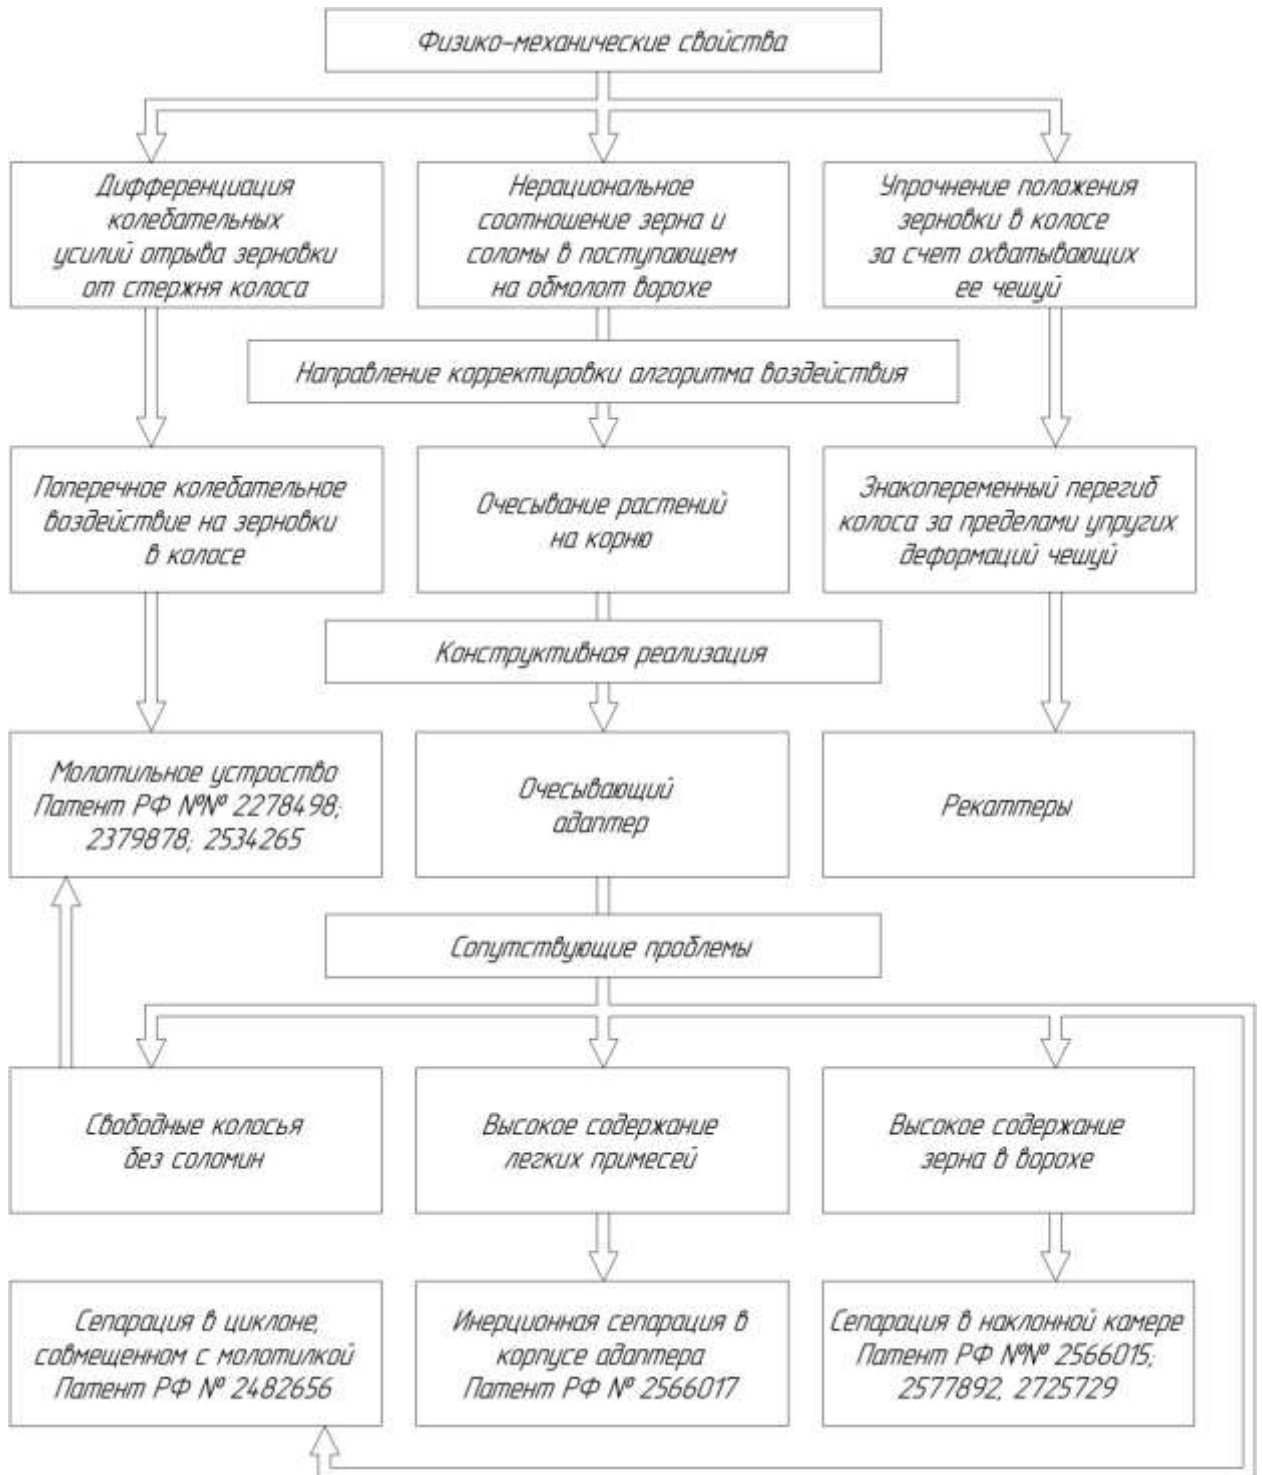 Физико-механические свойства
Дифференциация
колебательных
усилий отрыва зерновки
от стержня колоса
Нерациональное
соотношение зерна и
соломы в поступающем
на обмолот ворохе
Упрочнение положения
зерновки в колосе
за счет охватывающих
ее чешуй
Направление корректировки алгоритма воздействия
Поперечное колебательное
воздействие на зерновки
в колосе
Очесывание растений
на корню
Знакопеременный перегиб
колоса за пределами упругих
деформаций чешуй
Конструктивная реализация
Молотильное устроство
Патент РФ №№ 2278498;
2379878; 2534265
Очесывающий
адаптер
Рекаттеры
Сопутствующие проблемы
Свободные колосья
без соломин
Высокое содержание
легких примесей
Высокое содержание
зерна в ворохе
Сепарация в циклоне,
совмещенном с молотилкой
Патент РФ № 2482656
Инерционная сепарация в
корпусе адаптера
Патент РФ № 2566017
Сепарация в наклонной камере
Патент РФ №№ 2566015;
2577892, 2725729